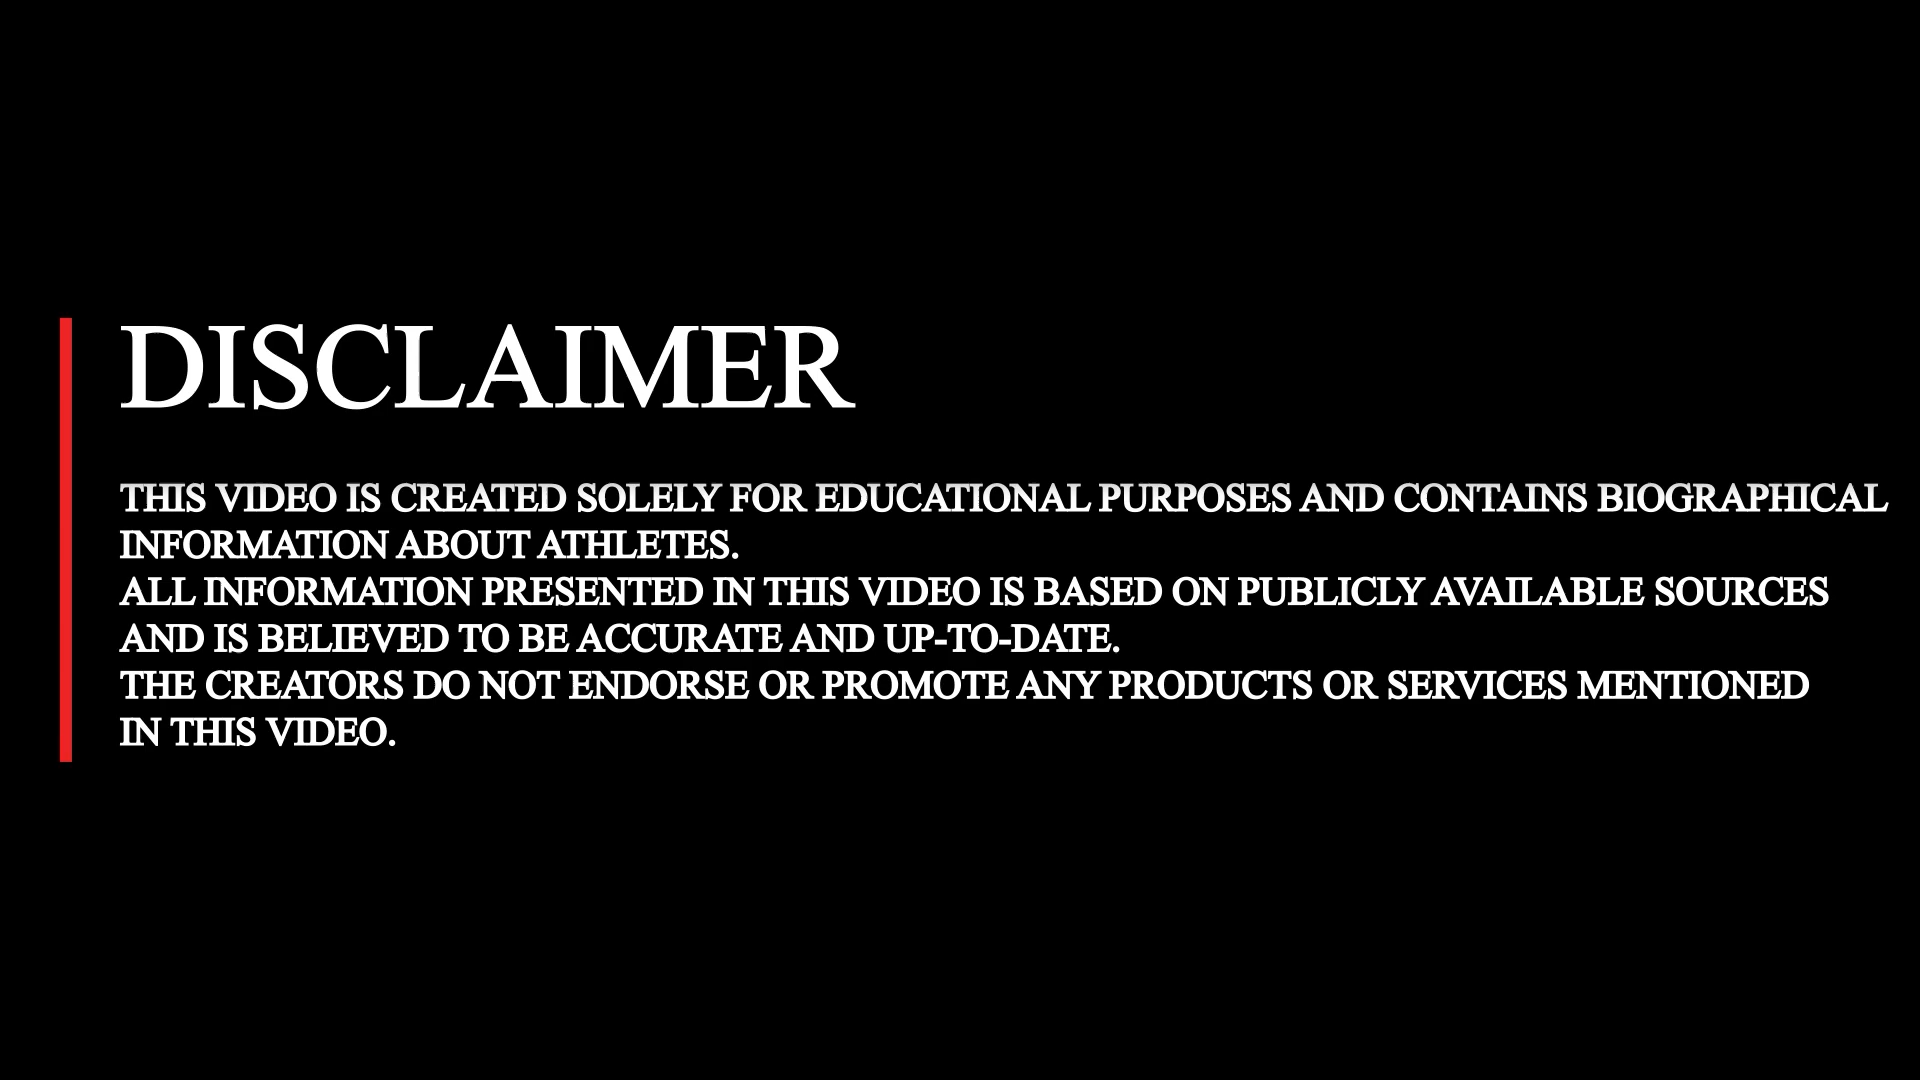 DISCLAIMER
THIS VIDEO IS CREATED SOLELY FOR EDUCATIONAL PURPOSES AND CONTAINS BIOGRAPHICAL
INFORMATION ABOUT ATHLETES.
ALL INFORMATION PRESENTED IN THIS VIDEO IS BASED ON PUBLICLY AVAILABLE SOURCES
AND IS BELIEVED TO BE ACCURATE AND UP-TO-DATE.
THE CREATORS DO NOT ENDORSE OR PROMOTE ANY PRODUCTS OR SERVICES MENTIONED
IN THIS VIDEO.